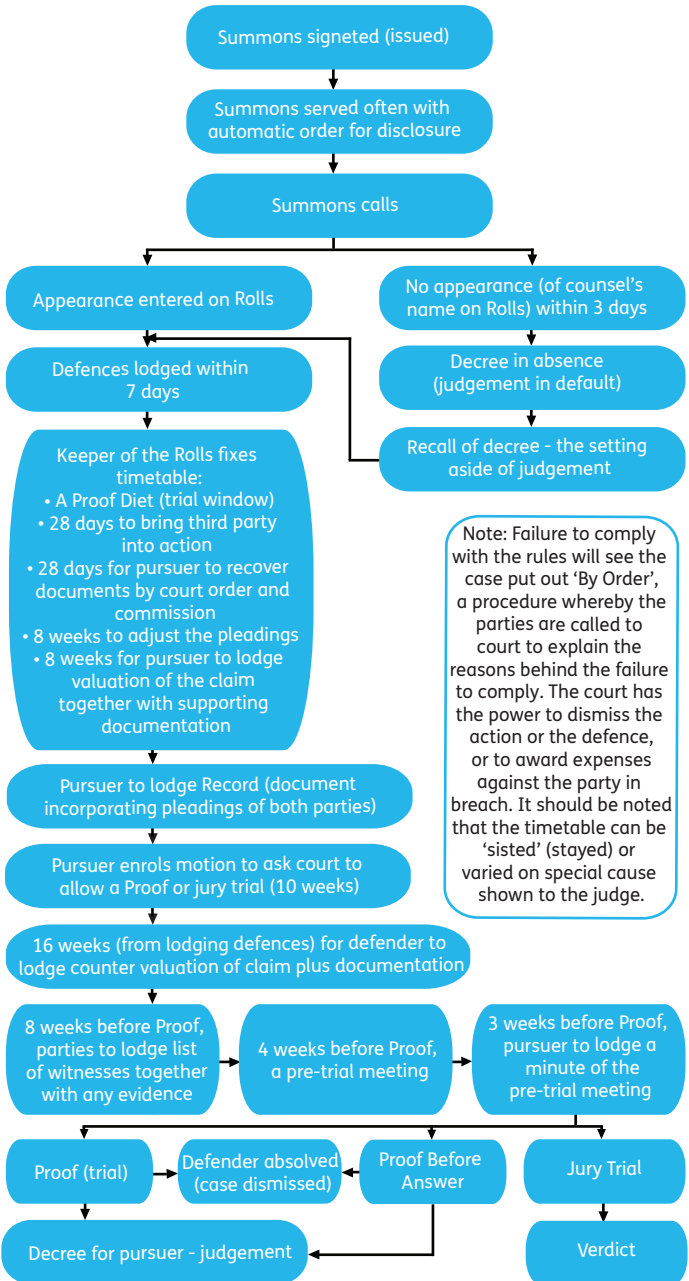 Summons signeted (issued)
Summons served often with
automatic order for disclosure
Summons calls
Appearance entered on Rolls
No appearance (of counsel's
name on Rolls) within 3 days
Defences lodged within
7 days
Decree in absence
(judgement in default)
Recall of decree - the setting
aside of judgement
Keeper of the Rolls fixes
timetable:
• A Proof Diet (trial window)
• 28 days to bring third party
into action
• 28 days for pursuer to recover
documents by court order and
commission
• 8 weeks to adjust the pleadings
• 8 weeks for pursuer to lodge
valuation of the claim
together with supporting
documentation
Note: Failure to comply
with the rules will see the
case put out ‘By Order’,
a procedure whereby the
parties are called to
court to explain the
reasons behind the failure
to comply. The court has
the power to dismiss the
action or the defence,
or to award expenses
against the party in
breach. It should be noted
that the timetable can be
‘sisted’ (stayed) or
varied on special cause
shown to the judge.
Pursuer to lodge Record (document
incorporating pleadings of both parties)
Pursuer enrols motion to ask court to
allow a Proof or jury trial (10 weeks)
16 weeks (from lodging defences) for defender to
lodge counter valuation of claim plus documentation
8 weeks before Proof,
parties to lodge list
of witnesses together
with any evidence
4 weeks before Proof,
a pre-trial meeting
3 weeks before Proof,
pursuer to lodge a
minute of the
pre-trial meeting
Proof (trial)
Defender absolved
(case dismissed)
Proof Before
Answer
Jury Trial
Decree for pursuer - judgement
Verdict